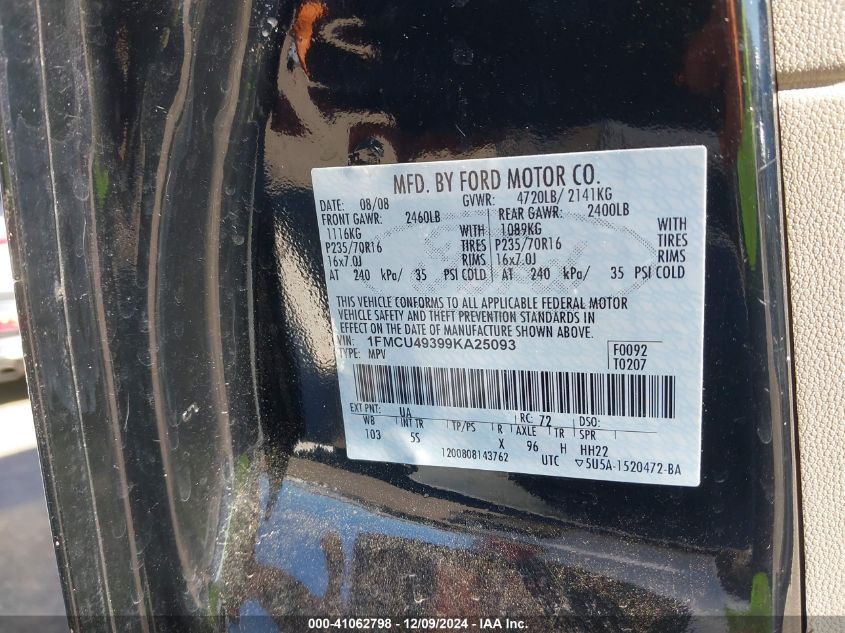 MFD. BY FORD MOTOR CO.
DATE: 08/08 GVWR: 4720LB/ 2141KG
FRONT GAWR: 2460LB REAR GAWR: 2400LB
1116KG WITH 1089KG WITH
P235/70R16 TIRES P235/70R16 TIRES
16x7.0J RIMS 16x7.0J RIMS
AT 240 kPa/ 35 PSI COLD AT 240 kPa/ 35 PSI COLD
THIS VEHICLE CONFORMS TO ALL APPLICABLE FEDERAL MOTOR
VEHICLE SAFETY AND THEFT PREVENTION STANDARDS IN
EFFECT ON THE DATE OF MANUFACTURE SHOWN ABOVE.
VIN: 1FMCU49399KA25093 F0092
TYPE: MPV T0207
EXT PNT: UA RC: 72 DSO:
WB INT TR TP/PS R AXLE TR SPR
103 5S X 96 H HH22
1200808143762 UTC ▽5U5A-1520472-BA
000-41062798 - 12/09/2024 - IAA Inc.